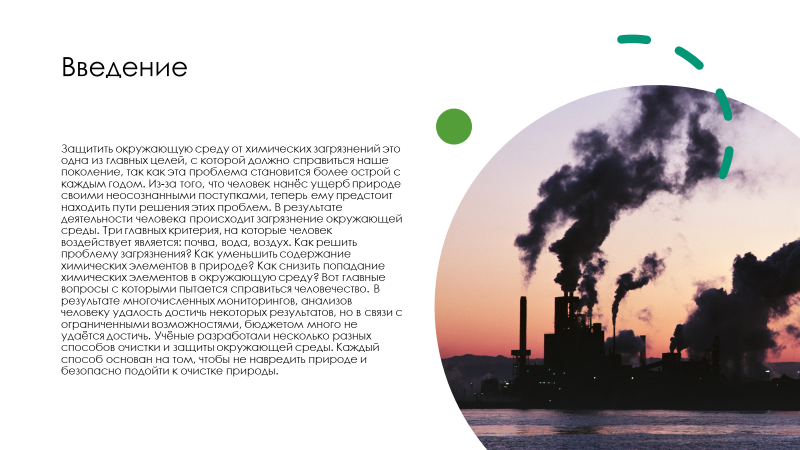 Введение
Защитить окружающую среду от химических загрязнений это
одна из главных целей, с которой должно справиться наше
поколение, так как эта проблема становится более острой с
каждым годом. Из-за того, что человек нанёс ущерб природе
своими неосознанными поступками, теперь ему предстоит
находить пути решения этих проблем. В результате
деятельности человека происходит загрязнение окружающей
среды. Три главных критерия, на которые человек
воздействует является: почва, вода, воздух. Как решить
проблему загрязнения? Как уменьшить содержание
химических элементов в природе? Как снизить попадание
химических элементов в окружающую среду? Вот главные
вопросы с которыми пытается справиться человечество. В
результате многочисленных мониторингов, анализов
человеку удалость достичь некоторых результатов, но в связи с
ограниченными возможностями, бюджетом много не
удаётся достичь. Учёные разработали несколько разных
способов очистки и защиты окружающей среды. Каждый
способ основан на том, чтобы не навредить природе и
безопасно подойти к очистке природы.